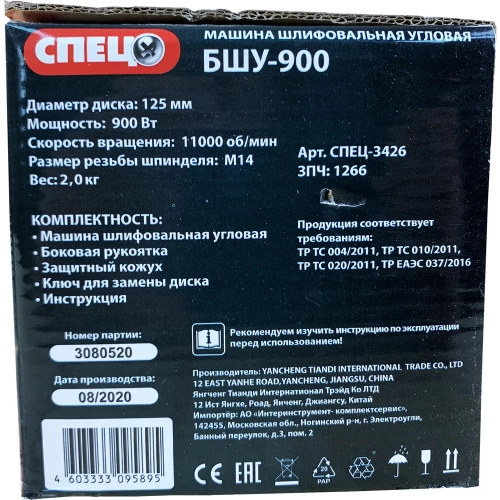 СПЕЦ
МАШИНА ШЛИФОВАЛЬНАЯ УГЛОВАЯ
БШУ-900
Диаметр диска: 125 мм
Мощность: 900 Вт
Скорость вращения: 11000 об/мин
Размер резьбы шпинделя: М14
Вес: 2,0 кг
Арт. СПЕЦ-3426
ЗПЧ: 1266
КОМПЛЕКТНОСТЬ:
• Машина шлифовальная угловая
• Боковая рукоятка
• Защитный кожух
• Ключ для замены диска
• Инструкция
Продукция соответствует
требованиям:
ТР ТС 004/2011, ТР ТС 010/2011,
ТР ТС 020/2011, ТР ЕАЭС 037/2016
Номер партии:
3080520
Дата производства:
08/2020
Рекомендуем изучить инструкцию по эксплуатации
перед использованием!
Производитель: YANCHENG TIANDI INTERNATIONAL TRADE CO., LTD
12 EAST YANHE ROAD, YANCHENG, JIANGSU, CHINA
Янгченг Тианди Интернатионал Трэйд Ко ЛТД
12 Ист Янгхе, Роад, Янченг, Джиангсу, Китай
Импортёр: АО «Интеринструмент- комплектсервис»,
142455, Московская обл., Ногинский р-н, г. Электроугли,
Банный переулок, д.3, пом. 2
4 603333 095895
CE EAC
20
PAP